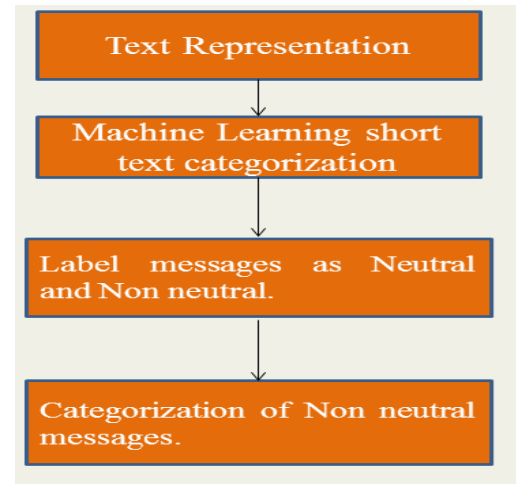 Text Representation
Machine Learning short
text categorization
Label messages as Neutral
and Non neutral.
Categorization of Non neutral
messages.